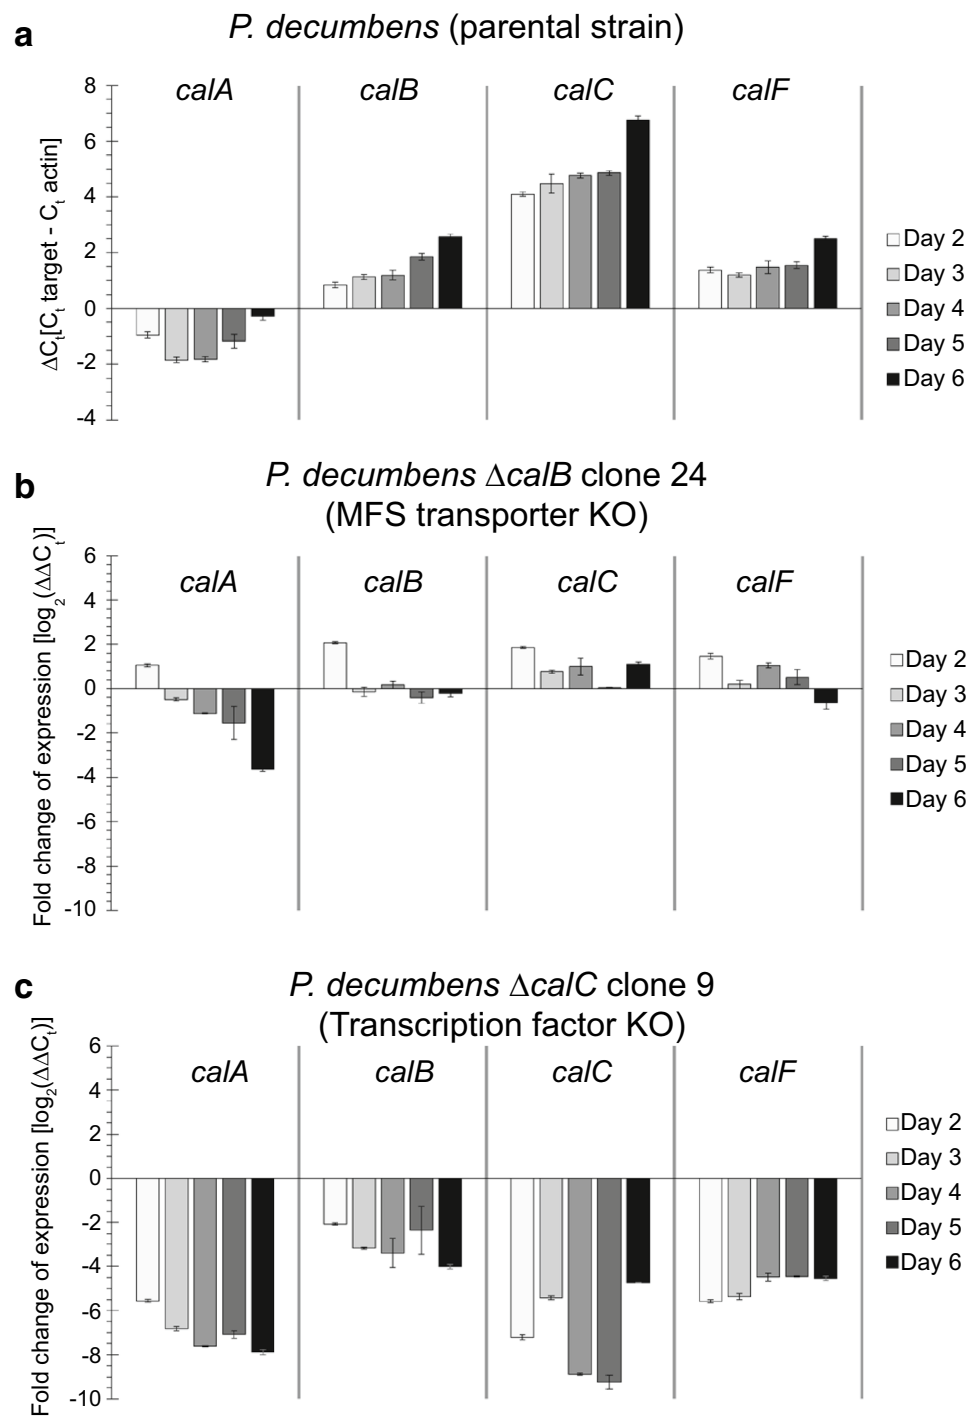 a
P. decumbens (parental strain)
calA calB calC calF
ΔCt[Ct target - Ct actin]
8
6
4
2
0
-2
-4
Day 2
Day 3
Day 4
Day 5
Day 6
b
P. decumbens ΔcalB clone 24
(MFS transporter KO)
calA calB calC calF
Fold change of expression [log2(ΔΔCt)]
6
4
2
0
-2
-4
-6
-8
-10
Day 2
Day 3
Day 4
Day 5
Day 6
c
P. decumbens ΔcalC clone 9
(Transcription factor KO)
calA calB calC calF
Fold change of expression [log2(ΔΔCt)]
6
4
2
0
-2
-4
-6
-8
-10
Day 2
Day 3
Day 4
Day 5
Day 6